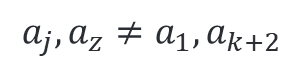 a_j, a_z ≠ a_1, a_{k+2}